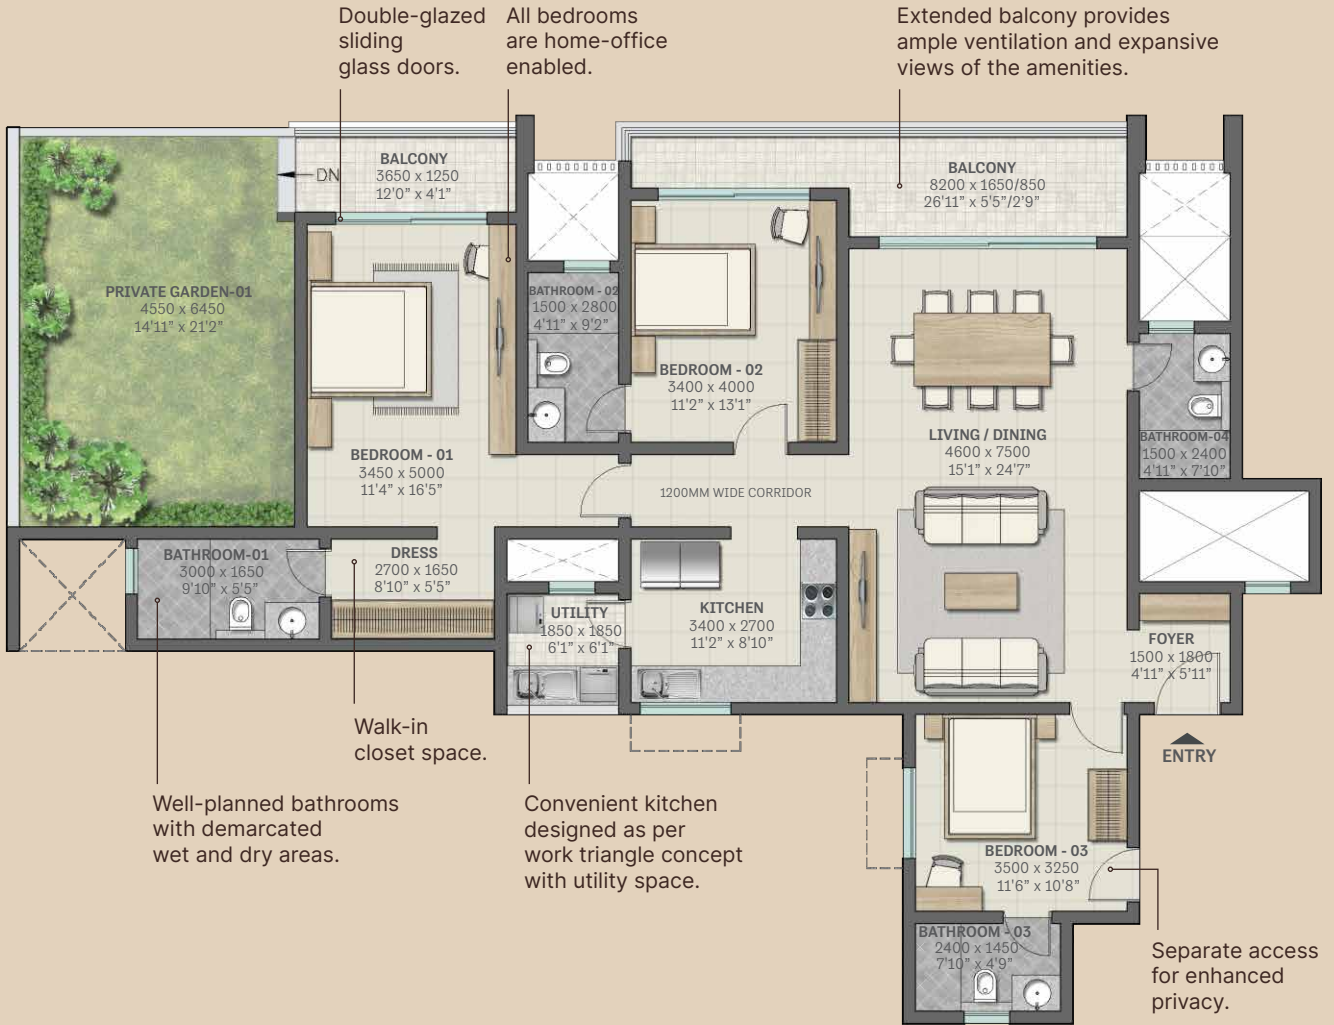 Double-glazed
sliding
glass doors.
All bedrooms
are home-office
enabled.
Extended balcony provides
ample ventilation and expansive
views of the amenities.
BALCONY
3650 x 1250
12'0" x 4'1"
DN
BALCONY
8200 x 1650/850
26'11" x 5'5"/2'9"
PRIVATE GARDEN-01
4550 x 6450
14'11" x 21'2"
BATHROOM - 02
1500 x 2800
4'11" x 9'2"
BEDROOM - 02
3400 x 4000
11'2" x 13'1"
BEDROOM - 01
3450 x 5000
11'4" x 16'5"
LIVING / DINING
4600 x 7500
15'1" x 24'7"
BATHROOM-04
1500 x 2400
4'11" x 7'10"
1200MM WIDE CORRIDOR
BATHROOM-01
3000 x 1650
9'10" x 5'5"
DRESS
2700 x 1650
8'10" x 5'5"
UTILITY
1850 x 1850
6'1" x 6'1"
KITCHEN
3400 x 2700
11'2" x 8'10"
FOYER
1500 x 1800
4'11" x 5'11"
ENTRY
Walk-in
closet space.
Well-planned bathrooms
with demarcated
wet and dry areas.
Convenient kitchen
designed as per
work triangle concept
with utility space.
BEDROOM - 03
3500 x 3250
11'6" x 10'8"
BATHROOM - 03
2400 x 1450
7'10" x 4'9"
Separate access
for enhanced
privacy.